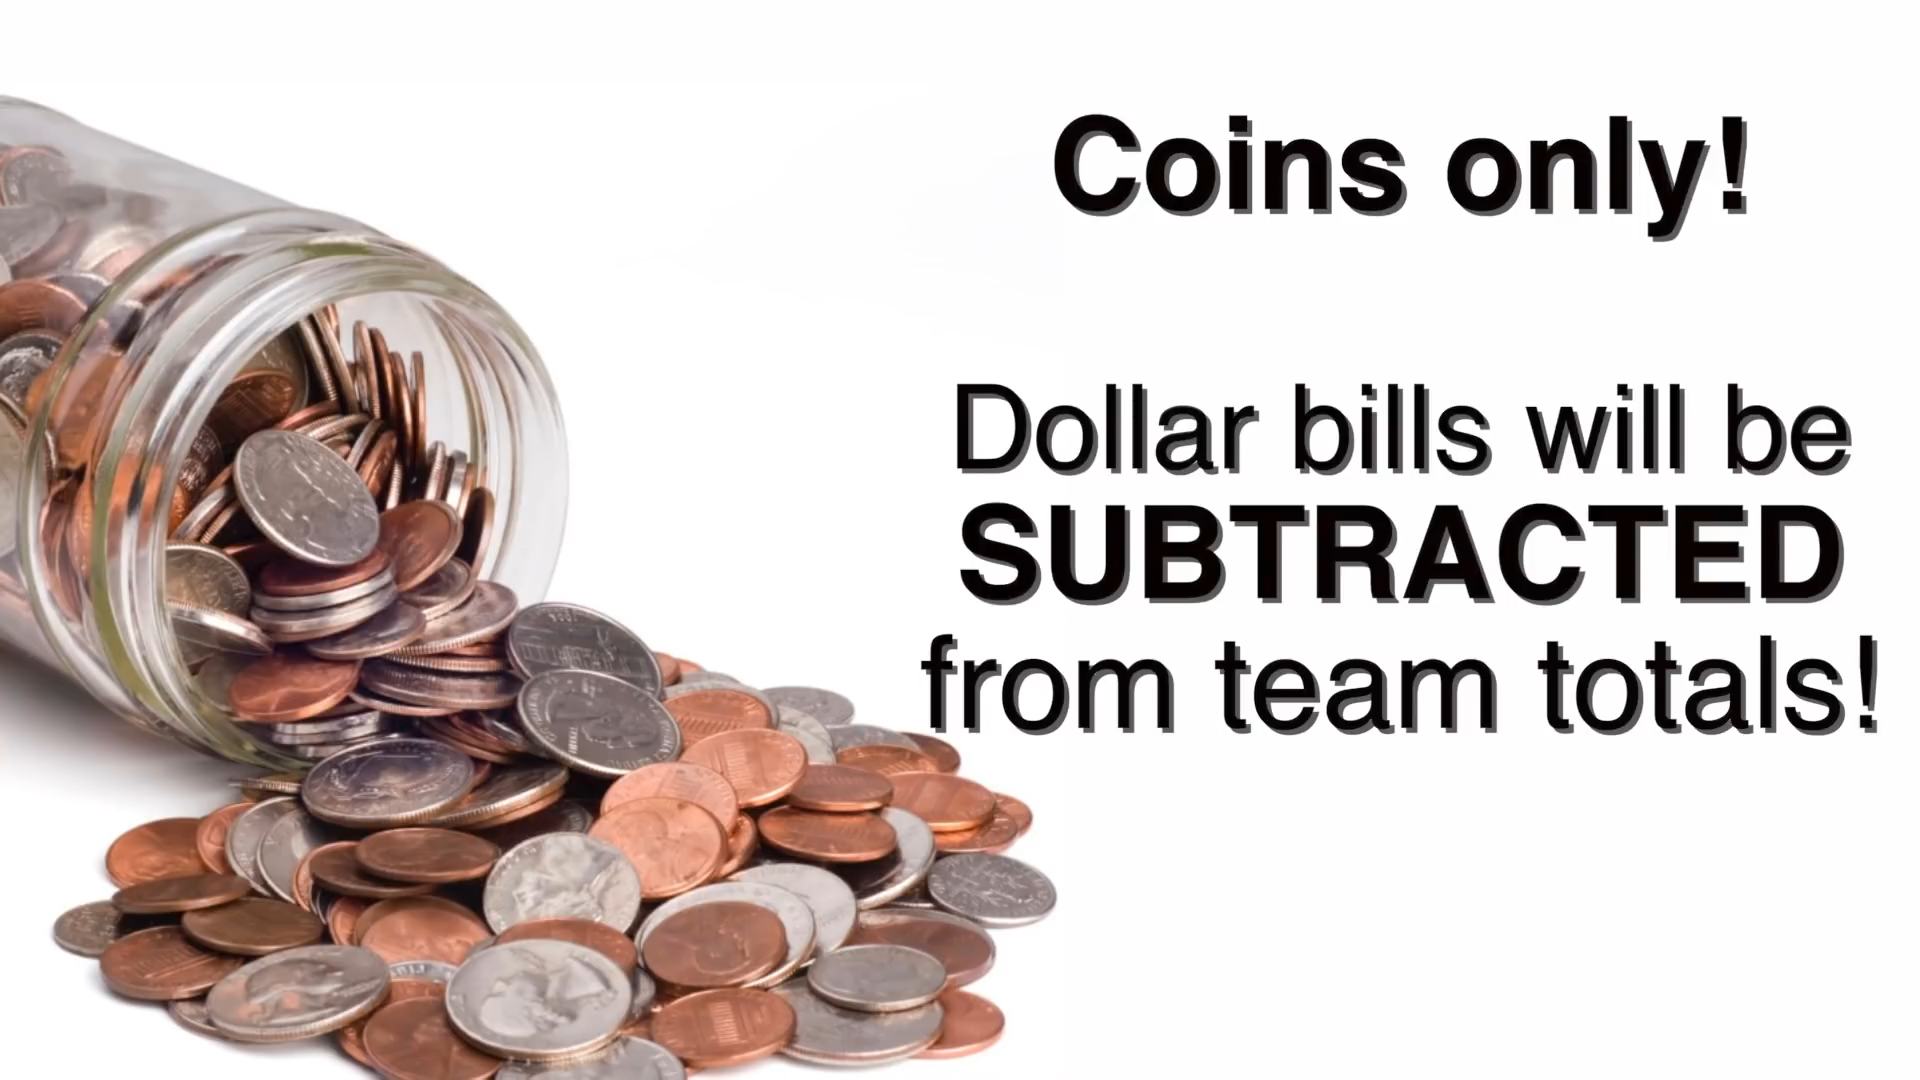 Coins only!
Dollar bills will be
SUBTRACTED
from team totals!